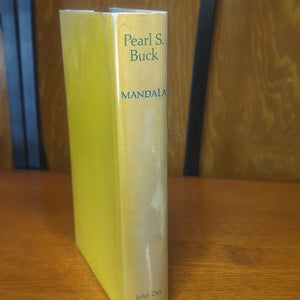 Pearl S.
Buck
MANDALA
John Day